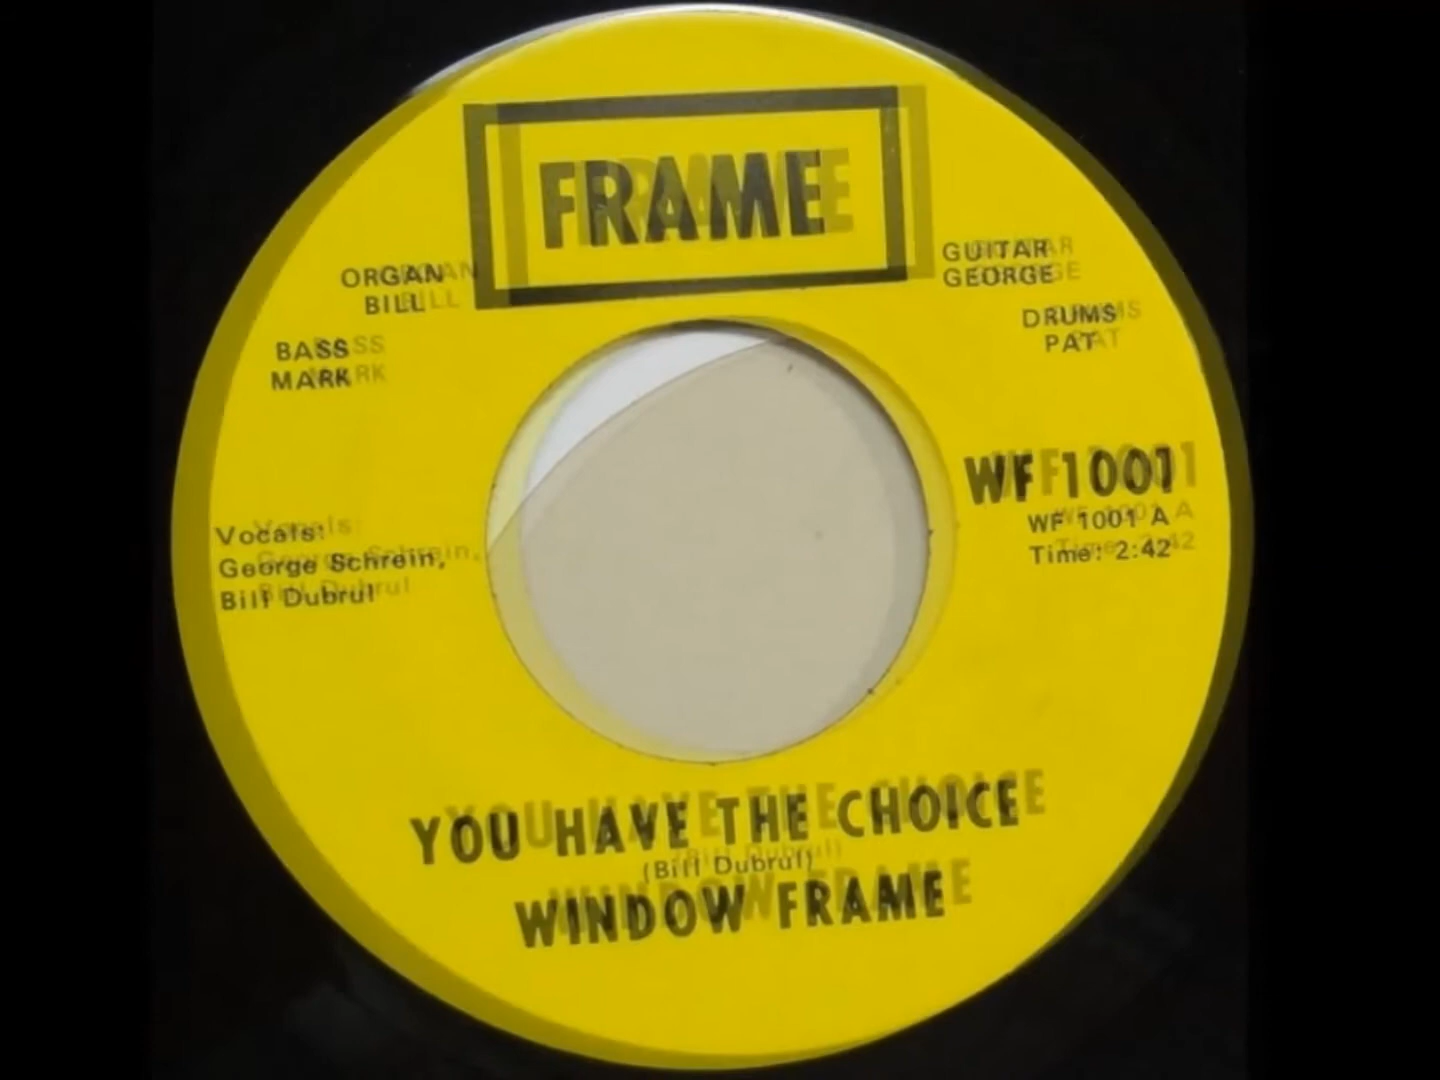 FRAME
ORGAN
BILL
GUITAR
GEORGE
BASS
MARK
DRUMS
PAT
WF 1001
WF 1001 A
Time: 2:42
Vocals:
George Schrein,
Bill Dubrul
YOU HAVE THE CHOICE
(Bill Dubrul)
WINDOW FRAME